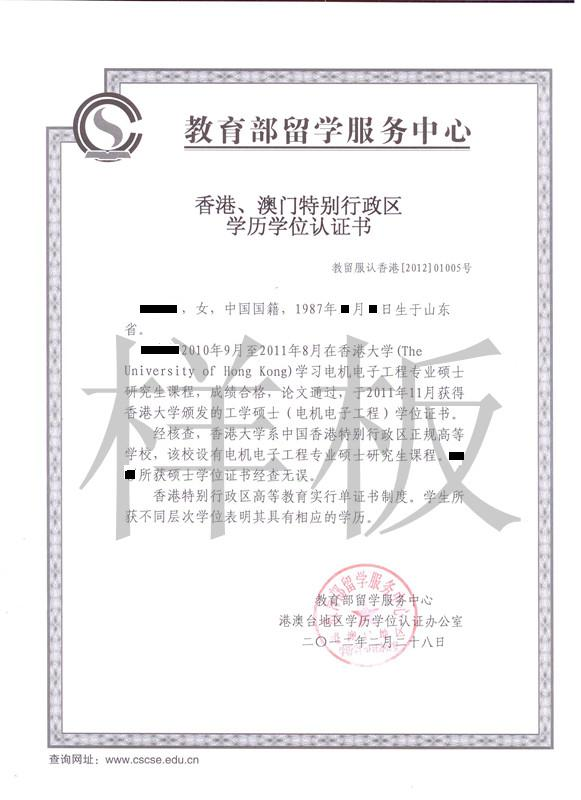 教育部留学服务中心
香港、澳门特别行政区
学历学位认证书
教留服认香港[2012]01005号
，女，中国国籍，1987年 月 日生于山东
省。
2010年9月至2011年8月在香港大学(The
University of Hong Kong)学习电机电子工程专业硕士
研究生课程，成绩合格，论文通过，于2011年11月获得
香港大学颁发的工学硕士（电机电子工程）学位证书。
经核查，香港大学系中国香港特别行政区正规高等
学校，该校设有电机电子工程专业硕士研究生课程。
所获硕士学位证书经查无误。
香港特别行政区高等教育实行单证书制度，学生所
获不同层次学位表明其具有相应的学历。
样板
教育部留学服务中心
港澳台地区学历学位认证办公室
二〇一二年二月二十八日
查询网址：www.cscse.edu.cn